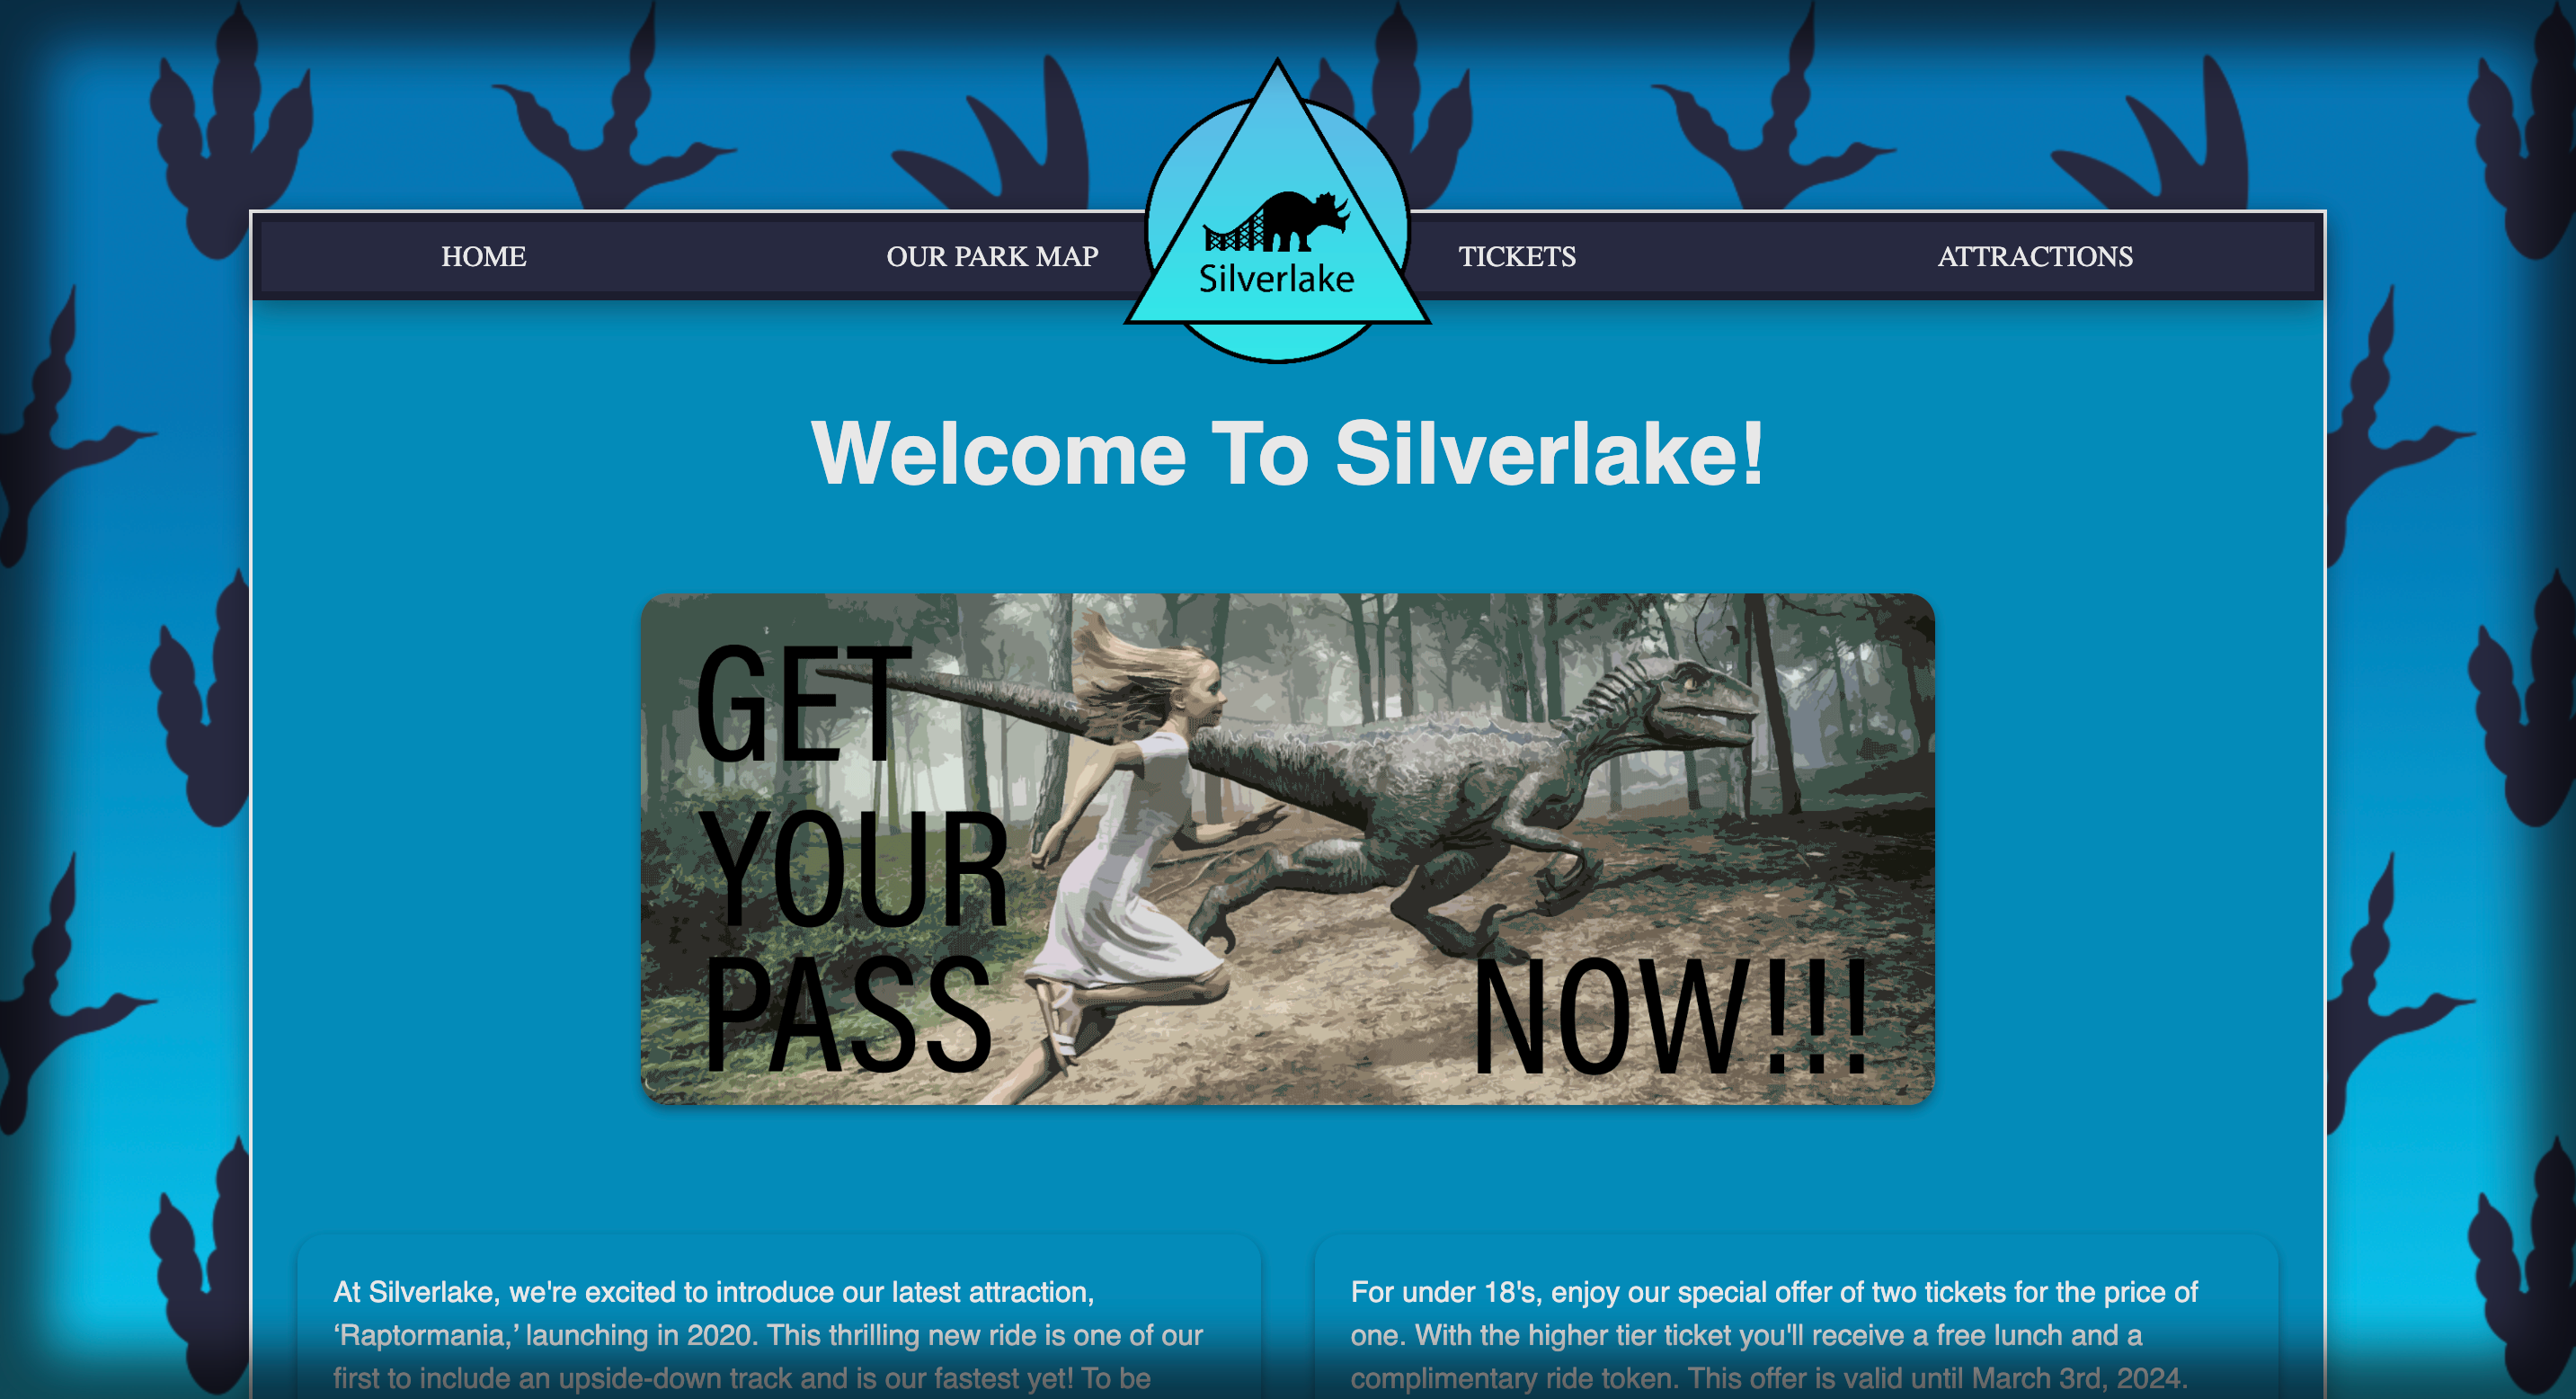 HOME
OUR PARK MAP
Silverlake
TICKETS
ATTRACTIONS
Welcome To Silverlake!
GET
YOUR
PASS
NOW!!!
At Silverlake, we're excited to introduce our latest attraction,
‘Raptormania,’ launching in 2020. This thrilling new ride is one of our
first to include an upside-down track and is our fastest yet! To be
For under 18's, enjoy our special offer of two tickets for the price of
one. With the higher tier ticket you'll receive a free lunch and a
complimentary ride token. This offer is valid until March 3rd, 2024.